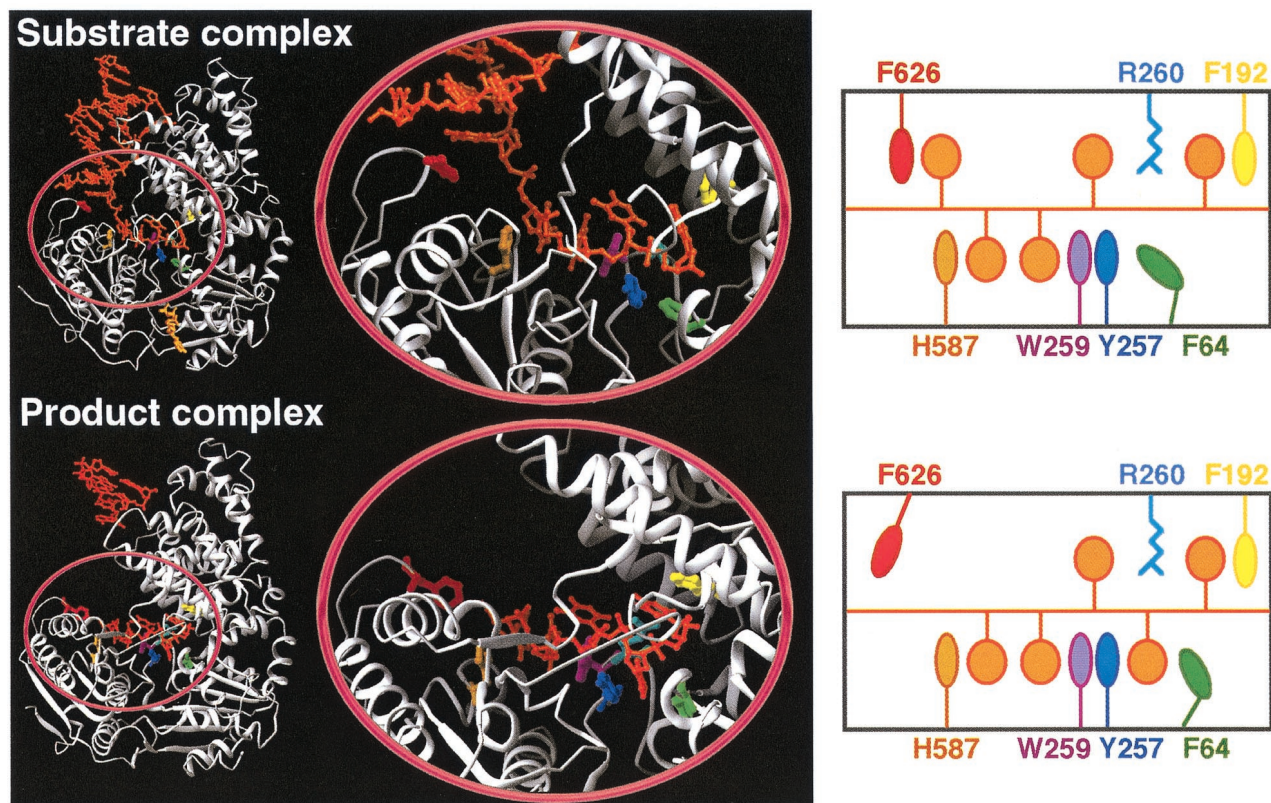 Substrate complex
F626 R260 F192
H587 W259 Y257 F64
Product complex
F626 R260 F192
H587 W259 Y257 F64